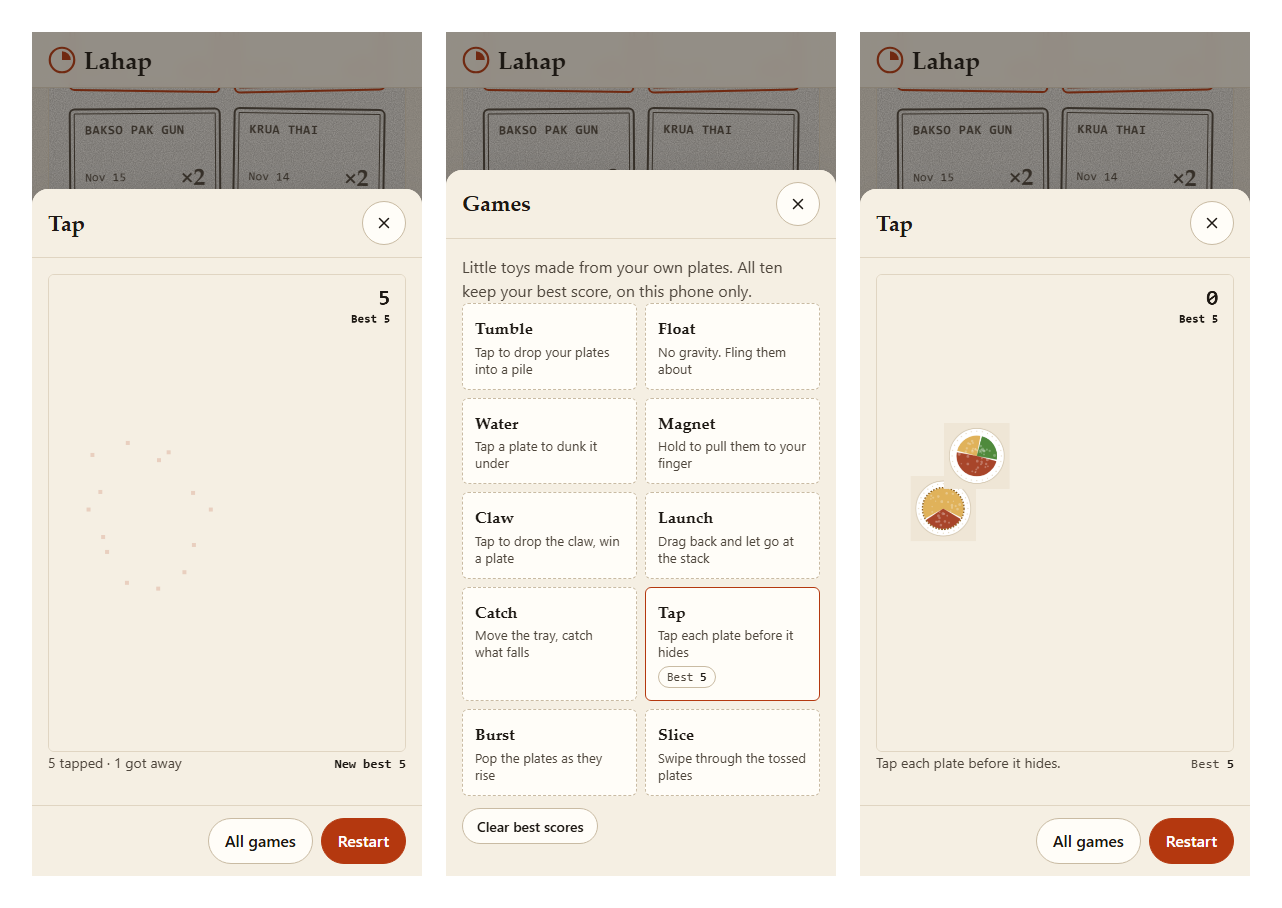 Lahap
BAKSO PAK GUN
KRUA THAI
Nov 15
×2
Nov 14
×2
Tap
5
Best 5
5 tapped · 1 got away
New best 5
All games
Restart
Lahap
BAKSO PAK GUN
KRUA THAI
Games
Little toys made from your own plates. All ten
keep your best score, on this phone only.
Tumble
Tap to drop your plates
into a pile
Float
No gravity. Fling them
about
Water
Tap a plate to dunk it
under
Magnet
Hold to pull them to your
finger
Claw
Tap to drop the claw, win
a plate
Launch
Drag back and let go at
the stack
Catch
Move the tray, catch
what falls
Tap
Tap each plate before it
hides
Best 5
Burst
Pop the plates as they
rise
Slice
Swipe through the tossed
plates
Clear best scores
Lahap
BAKSO PAK GUN
KRUA THAI
Nov 15
×2
Nov 14
×2
Tap
0
Best 5
Tap each plate before it hides.
Best 5
All games
Restart